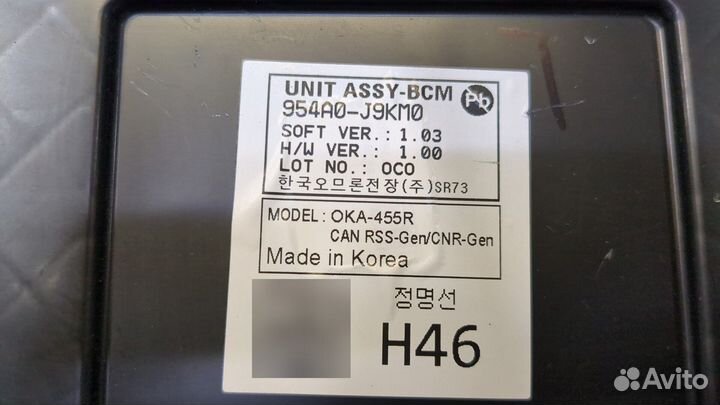 UNIT ASSY-BCM
Pb
954A0-J9KM0
SOFT VER.: 1.03
H/W VER.: 1.00
LOT NO.: OCO
한국오므론전장(주)SR73
MODEL: OKA-455R
CAN RSS-Gen/CNR-Gen
Made in Korea
정명선
H46
Avito